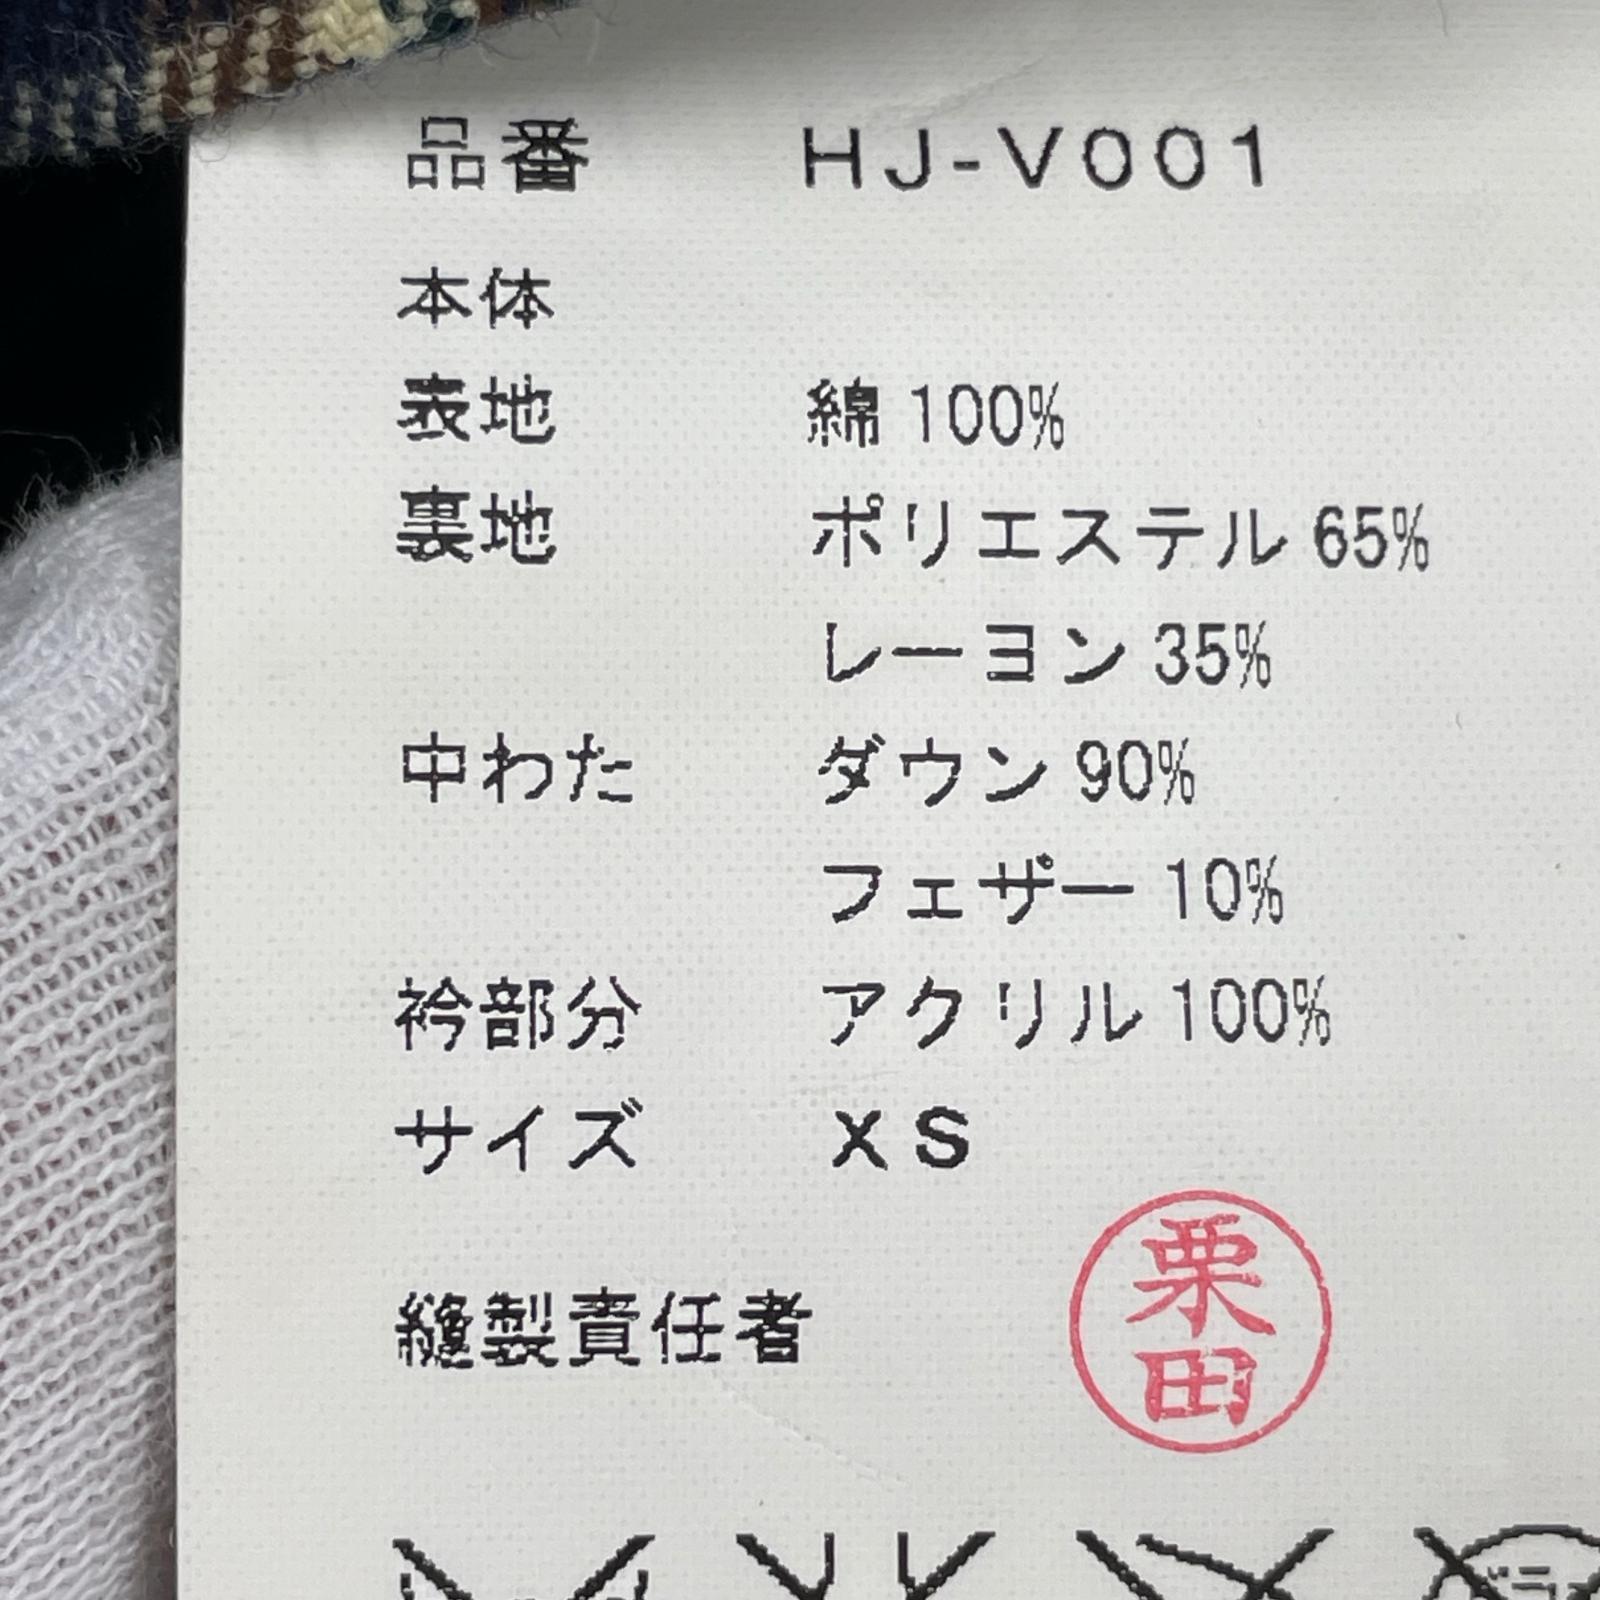 品番 HJ-V001
本体
表地 綿 100%
裏地 ポリエステル 65%
レーヨン 35%
中わた ダウン 90%
フェザー 10%
衿部分 アクリル 100%
サイズ XS
縫製責任者 栗田